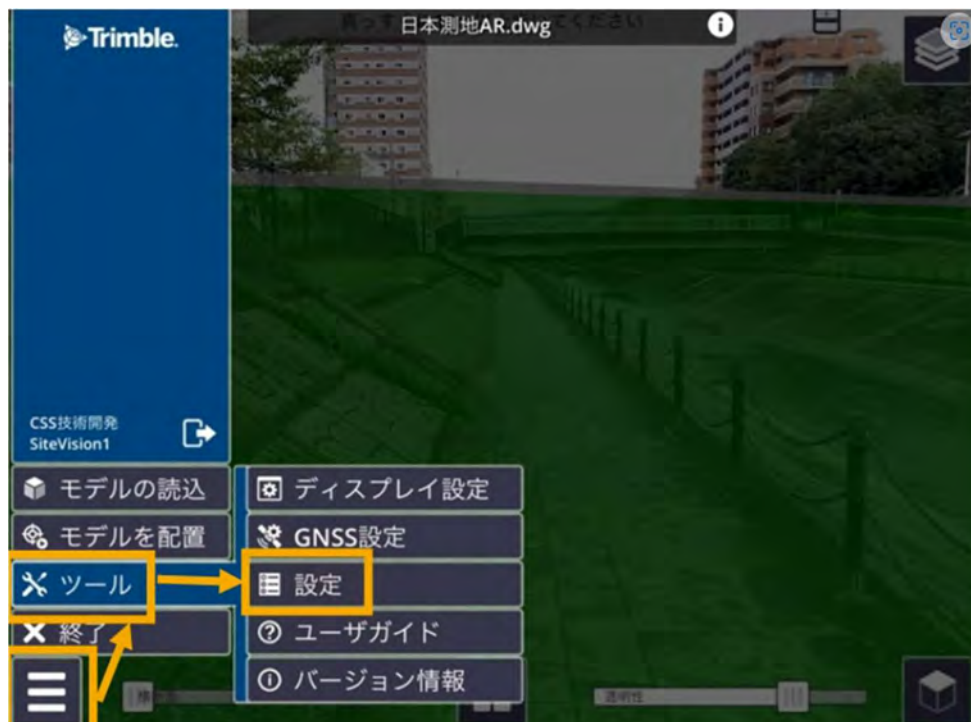 Trimble.
日本測地AR.dwg
CSS技術開発
SiteVision1
モデルの読込
モデルを配置
ツール
終了
ディスプレイ設定
GNSS設定
設定
ユーザガイド
バージョン情報
透明性